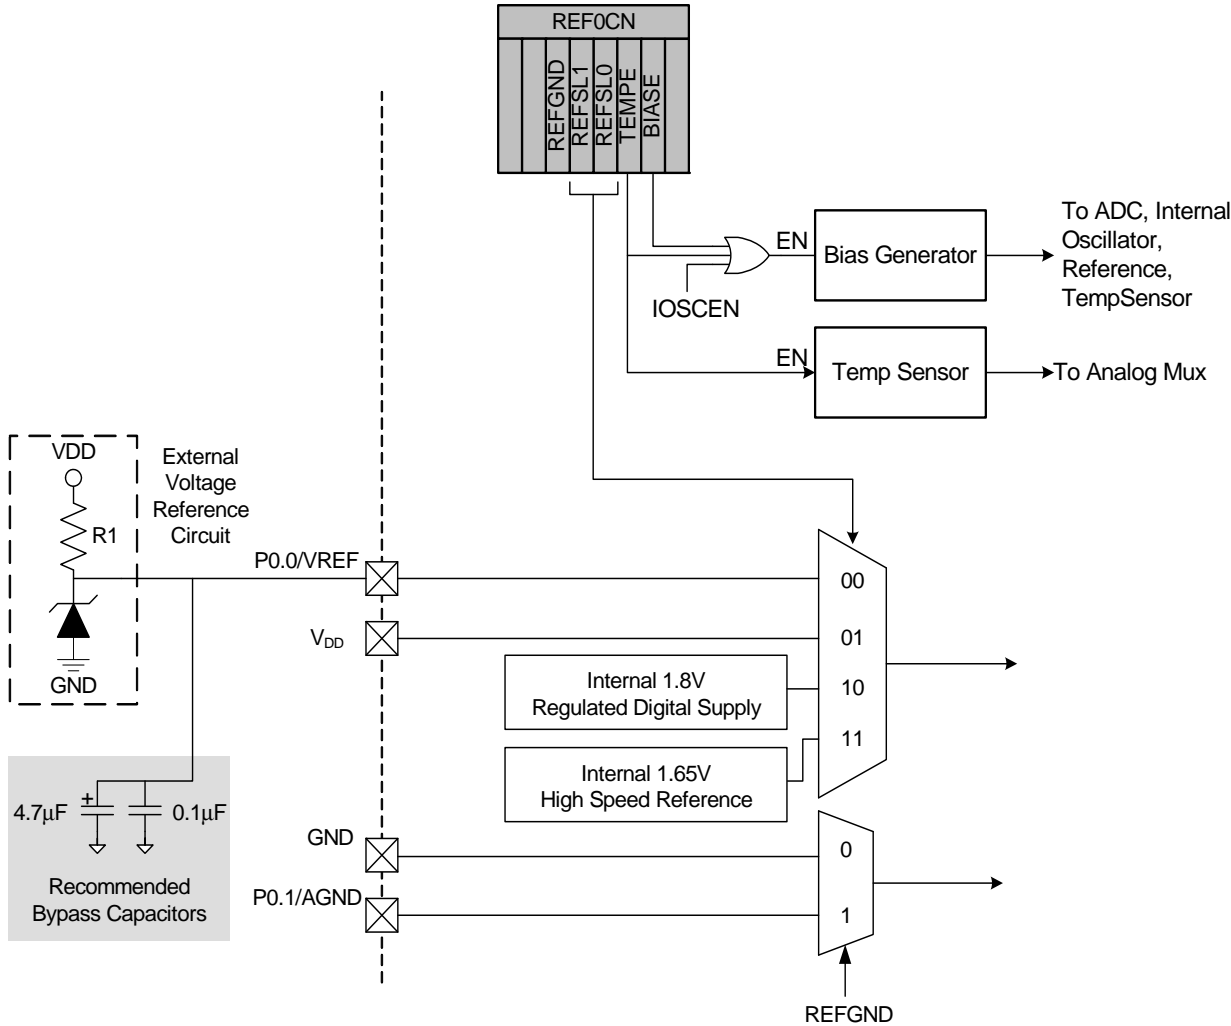 REF0CN
REFGND
REFSL1
REFSL0
TEMPE
BIASE
EN
Bias Generator
To ADC, Internal
Oscillator,
Reference,
TempSensor
IOSCEN
EN
Temp Sensor
To Analog Mux
VDD
R1
GND
External
Voltage
Reference
Circuit
P0.0/VREF
00
VDD
01
Internal 1.8V
Regulated Digital Supply
10
11
Internal 1.65V
High Speed Reference
4.7µF
+
0.1µF
Recommended
Bypass Capacitors
GND
0
P0.1/AGND
1
REFGND